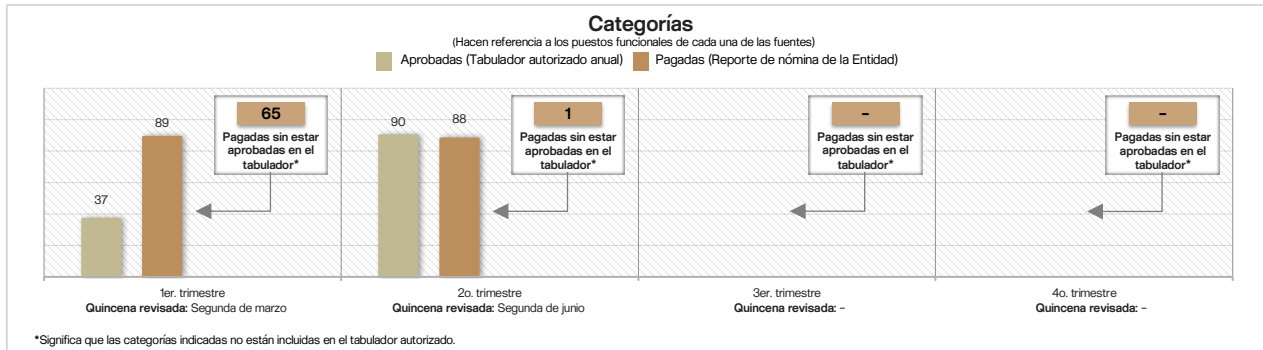 Categorías
(Hacen referencia a los puestos funcionales de cada una de las fuentes)
Aprobadas (Tabulador autorizado anual) Pagadas (Reporte de nómina de la Entidad)
37
89
65
Pagadas sin estar
aprobadas en el
tabulador*
90
88
1
Pagadas sin estar
aprobadas en el
tabulador*
–
Pagadas sin estar
aprobadas en el
tabulador*
–
Pagadas sin estar
aprobadas en el
tabulador*
1er. trimestre
Quincena revisada: Segunda de marzo
2o. trimestre
Quincena revisada: Segunda de junio
3er. trimestre
Quincena revisada: –
4o. trimestre
Quincena revisada: –
*Significa que las categorías indicadas no están incluidas en el tabulador autorizado.